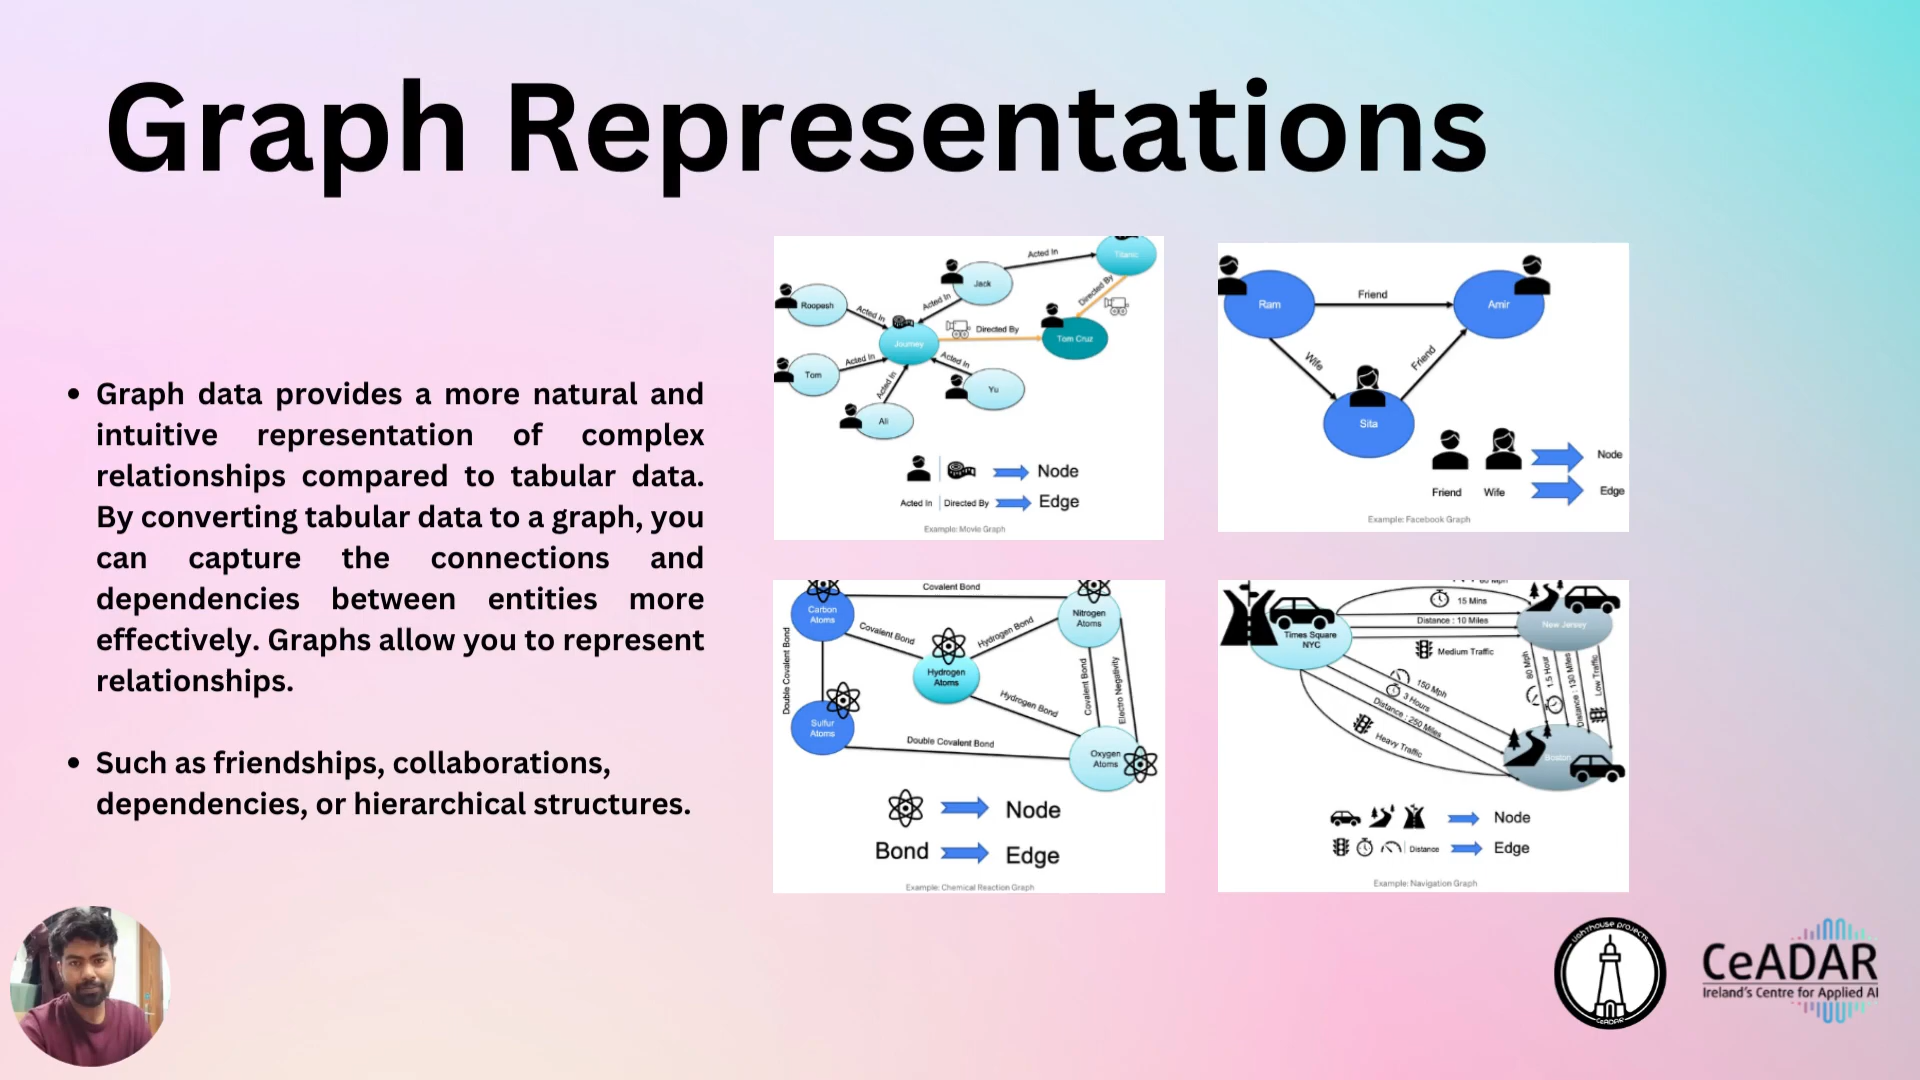 Graph Representations
Graph data provides a more natural and
intuitive representation of complex
relationships compared to tabular data.
By converting tabular data to a graph, you
can capture the connections and
dependencies between entities more
effectively. Graphs allow you to represent
relationships.
Such as friendships, collaborations,
dependencies, or hierarchical structures.
Titanic
Acted In
Jack
Directed By
Roopesh
Acted In
Acted In
Journey
Directed By
Tom Cruz
Tom
Acted In
Acted In
Yu
Acted In
Ali
Node
Acted In | Directed By
Edge
Example: Movie Graph
Ram
Friend
Amir
Wife
Friend
Sita
Node
Friend Wife
Edge
Example: Facebook Graph
Covalent Bond
Carbon
Atoms
Nitrogen
Atoms
Covalent Bond
Hydrogen Bond
Double Covalent Bond
Hydrogen
Atoms
Covalent Bond
Electro Negativity
Hydrogen Bond
Sulfur
Atoms
Double Covalent Bond
Oxygen
Atoms
Node
Bond
Edge
Example: Chemical Reaction Graph
60 Mph
15 Mins
Distance : 10 Miles
Times Square
NYC
New Jersey
Medium Traffic
80 Mph
1.5 Hour
Distance : 130 Miles
Low Traffic
150 Mph
3 Hours
Distance : 250 Miles
Heavy Traffic
Boston
Node
Distance
Edge
Example: Navigation Graph
Lighthouse Projects
CeADAR
CeADAR
Ireland's Centre for Applied AI